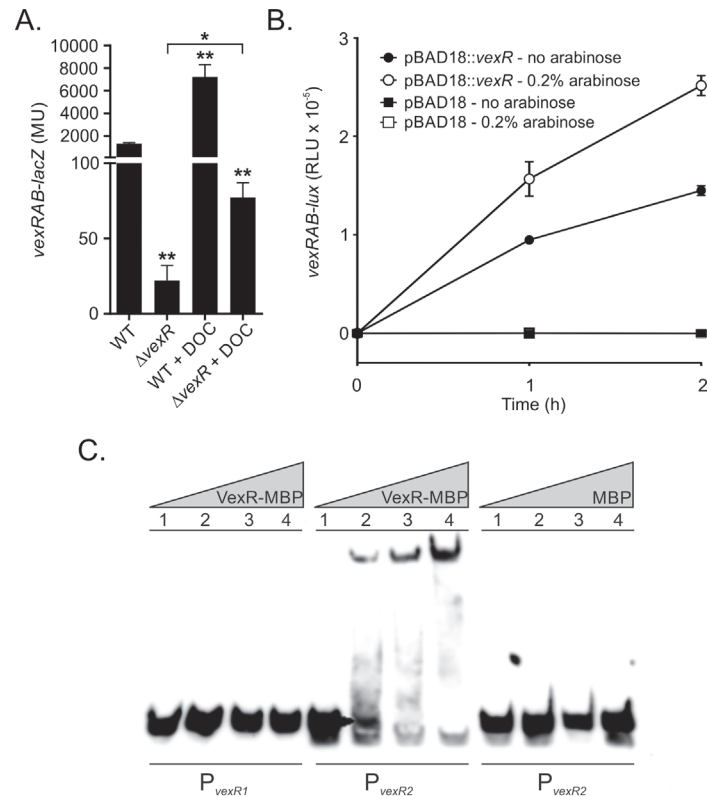 A.
vexRAB-lacZ (MU)
10000
8000
6000
4000
2000
100
50
0
*
**
**
**
WT
ΔvexR
WT + DOC
ΔvexR + DOC
B.
vexRAB-lux (RLU x 10⁻⁵)
3
2
1
0
pBAD18::vexR - no arabinose
pBAD18::vexR - 0.2% arabinose
pBAD18 - no arabinose
pBAD18 - 0.2% arabinose
0 1 2
Time (h)
C.
VexR-MBP VexR-MBP MBP
1 2 3 4 1 2 3 4 1 2 3 4
PvexR1 PvexR2 PvexR2